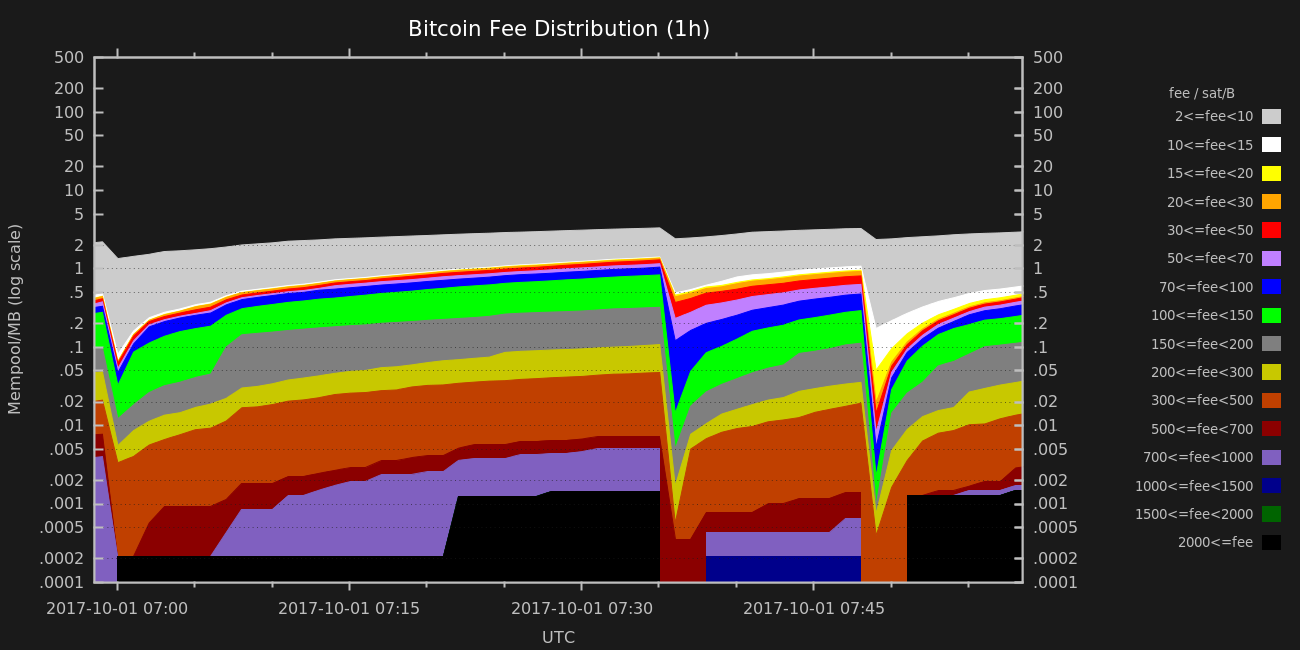 Bitcoin Fee Distribution (1h)
Mempool/MB (log scale)
500 500
200 200
100 100
50 50
20 20
10 10
5 5
2 2
1 1
.5 .5
.2 .2
.1 .1
.05 .05
.02 .02
.01 .01
.005 .005
.002 .002
.001 .001
.0005 .0005
.0002 .0002
.0001 .0001
2017-10-01 07:00 2017-10-01 07:15 2017-10-01 07:30 2017-10-01 07:45
UTC
fee / sat/B
2<=fee<10
10<=fee<15
15<=fee<20
20<=fee<30
30<=fee<50
50<=fee<70
70<=fee<100
100<=fee<150
150<=fee<200
200<=fee<300
300<=fee<500
500<=fee<700
700<=fee<1000
1000<=fee<1500
1500<=fee<2000
2000<=fee